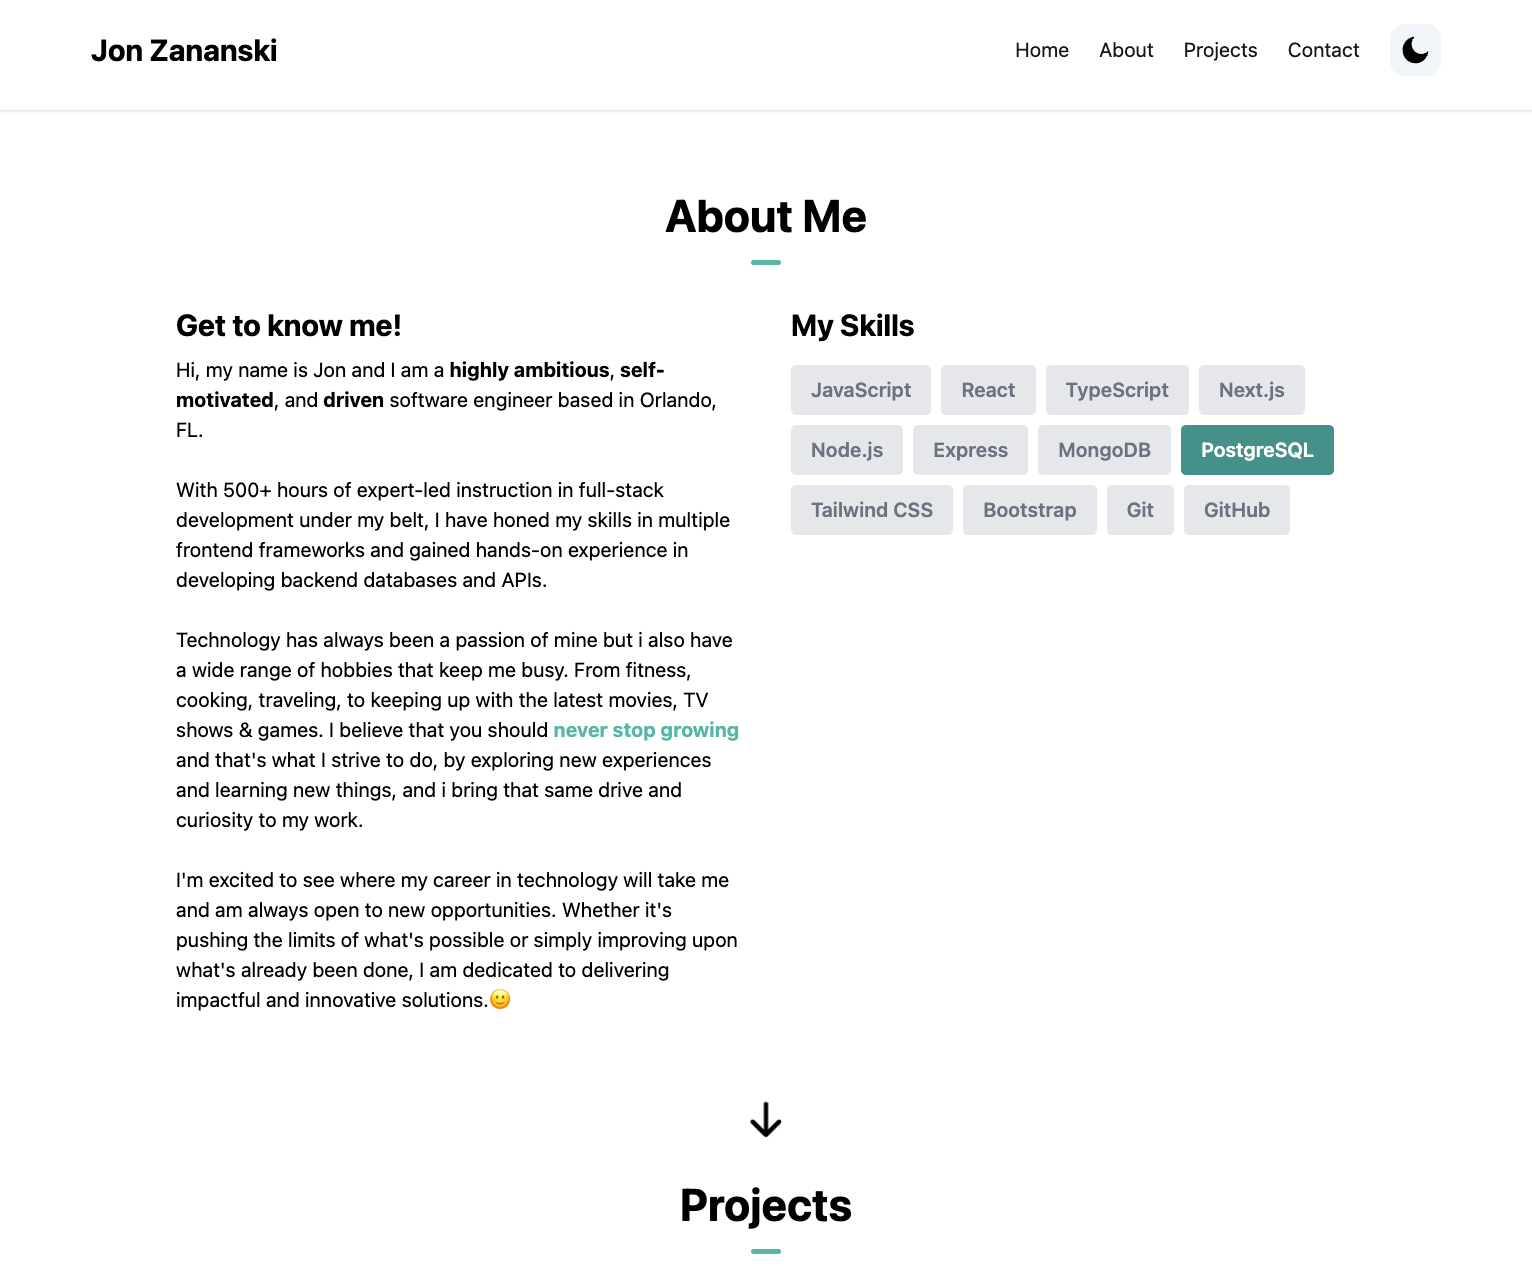 Jon Zananski
Home About Projects Contact
About Me
Get to know me!
Hi, my name is Jon and I am a highly ambitious, self-
motivated, and driven software engineer based in Orlando,
FL.
With 500+ hours of expert-led instruction in full-stack
development under my belt, I have honed my skills in multiple
frontend frameworks and gained hands-on experience in
developing backend databases and APIs.
Technology has always been a passion of mine but i also have
a wide range of hobbies that keep me busy. From fitness,
cooking, traveling, to keeping up with the latest movies, TV
shows & games. I believe that you should never stop growing
and that's what I strive to do, by exploring new experiences
and learning new things, and i bring that same drive and
curiosity to my work.
I'm excited to see where my career in technology will take me
and am always open to new opportunities. Whether it's
pushing the limits of what's possible or simply improving upon
what's already been done, I am dedicated to delivering
impactful and innovative solutions.🙂
My Skills
JavaScript React TypeScript Next.js
Node.js Express MongoDB PostgreSQL
Tailwind CSS Bootstrap Git GitHub
Projects